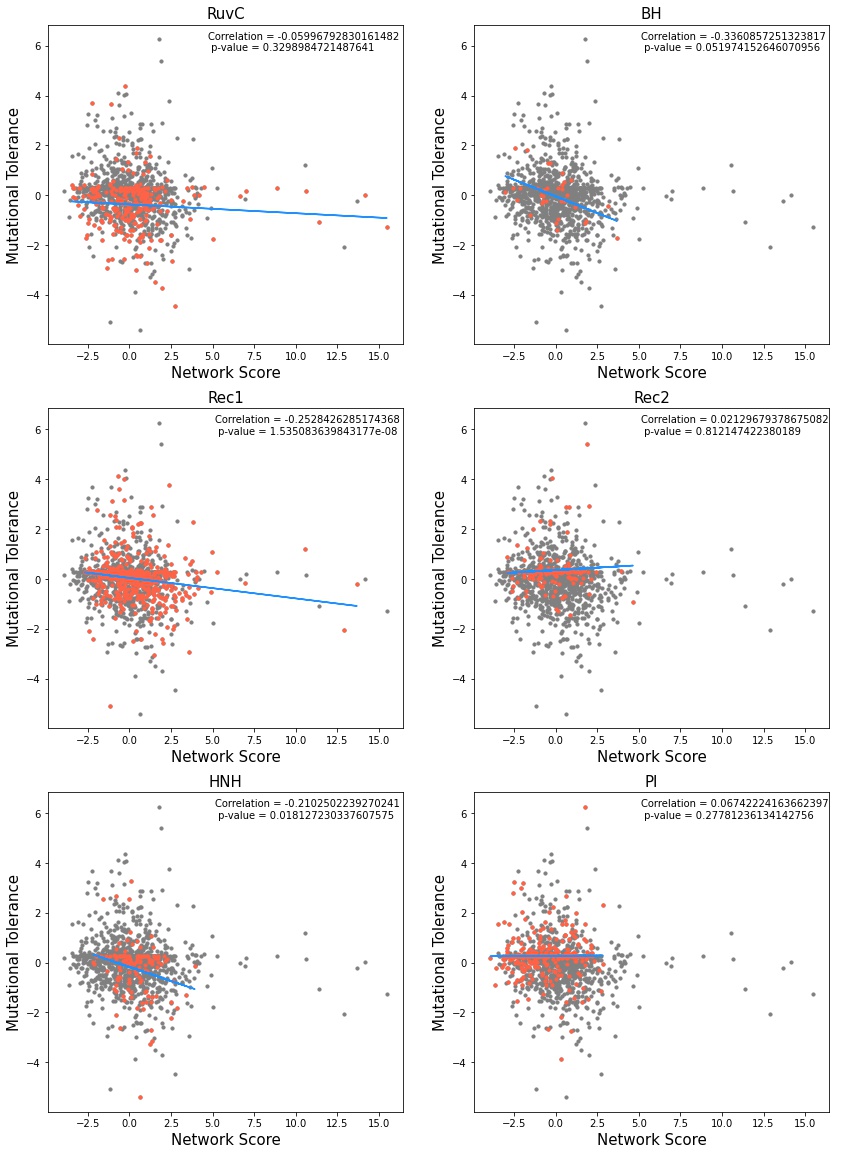 RuvC
Correlation = -0.05996792830161482
p-value = 0.3298984721487641
6
4
2
0
−2
−4
Mutational Tolerance
−2.5 0.0 2.5 5.0 7.5 10.0 12.5 15.0
Network Score
BH
Correlation = -0.3360857251323817
p-value = 0.051974152646070956
6
4
2
0
−2
−4
Mutational Tolerance
−2.5 0.0 2.5 5.0 7.5 10.0 12.5 15.0
Network Score
Rec1
Correlation = -0.2528426285174368
p-value = 1.535083639843177e-08
6
4
2
0
−2
−4
Mutational Tolerance
−2.5 0.0 2.5 5.0 7.5 10.0 12.5 15.0
Network Score
Rec2
Correlation = 0.02129679378675082
p-value = 0.812147422380189
6
4
2
0
−2
−4
Mutational Tolerance
−2.5 0.0 2.5 5.0 7.5 10.0 12.5 15.0
Network Score
HNH
Correlation = -0.2102502239270241
p-value = 0.018127230337607575
6
4
2
0
−2
−4
Mutational Tolerance
−2.5 0.0 2.5 5.0 7.5 10.0 12.5 15.0
Network Score
PI
Correlation = 0.06742224163662397
p-value = 0.27781236134142756
6
4
2
0
−2
−4
Mutational Tolerance
−2.5 0.0 2.5 5.0 7.5 10.0 12.5 15.0
Network Score